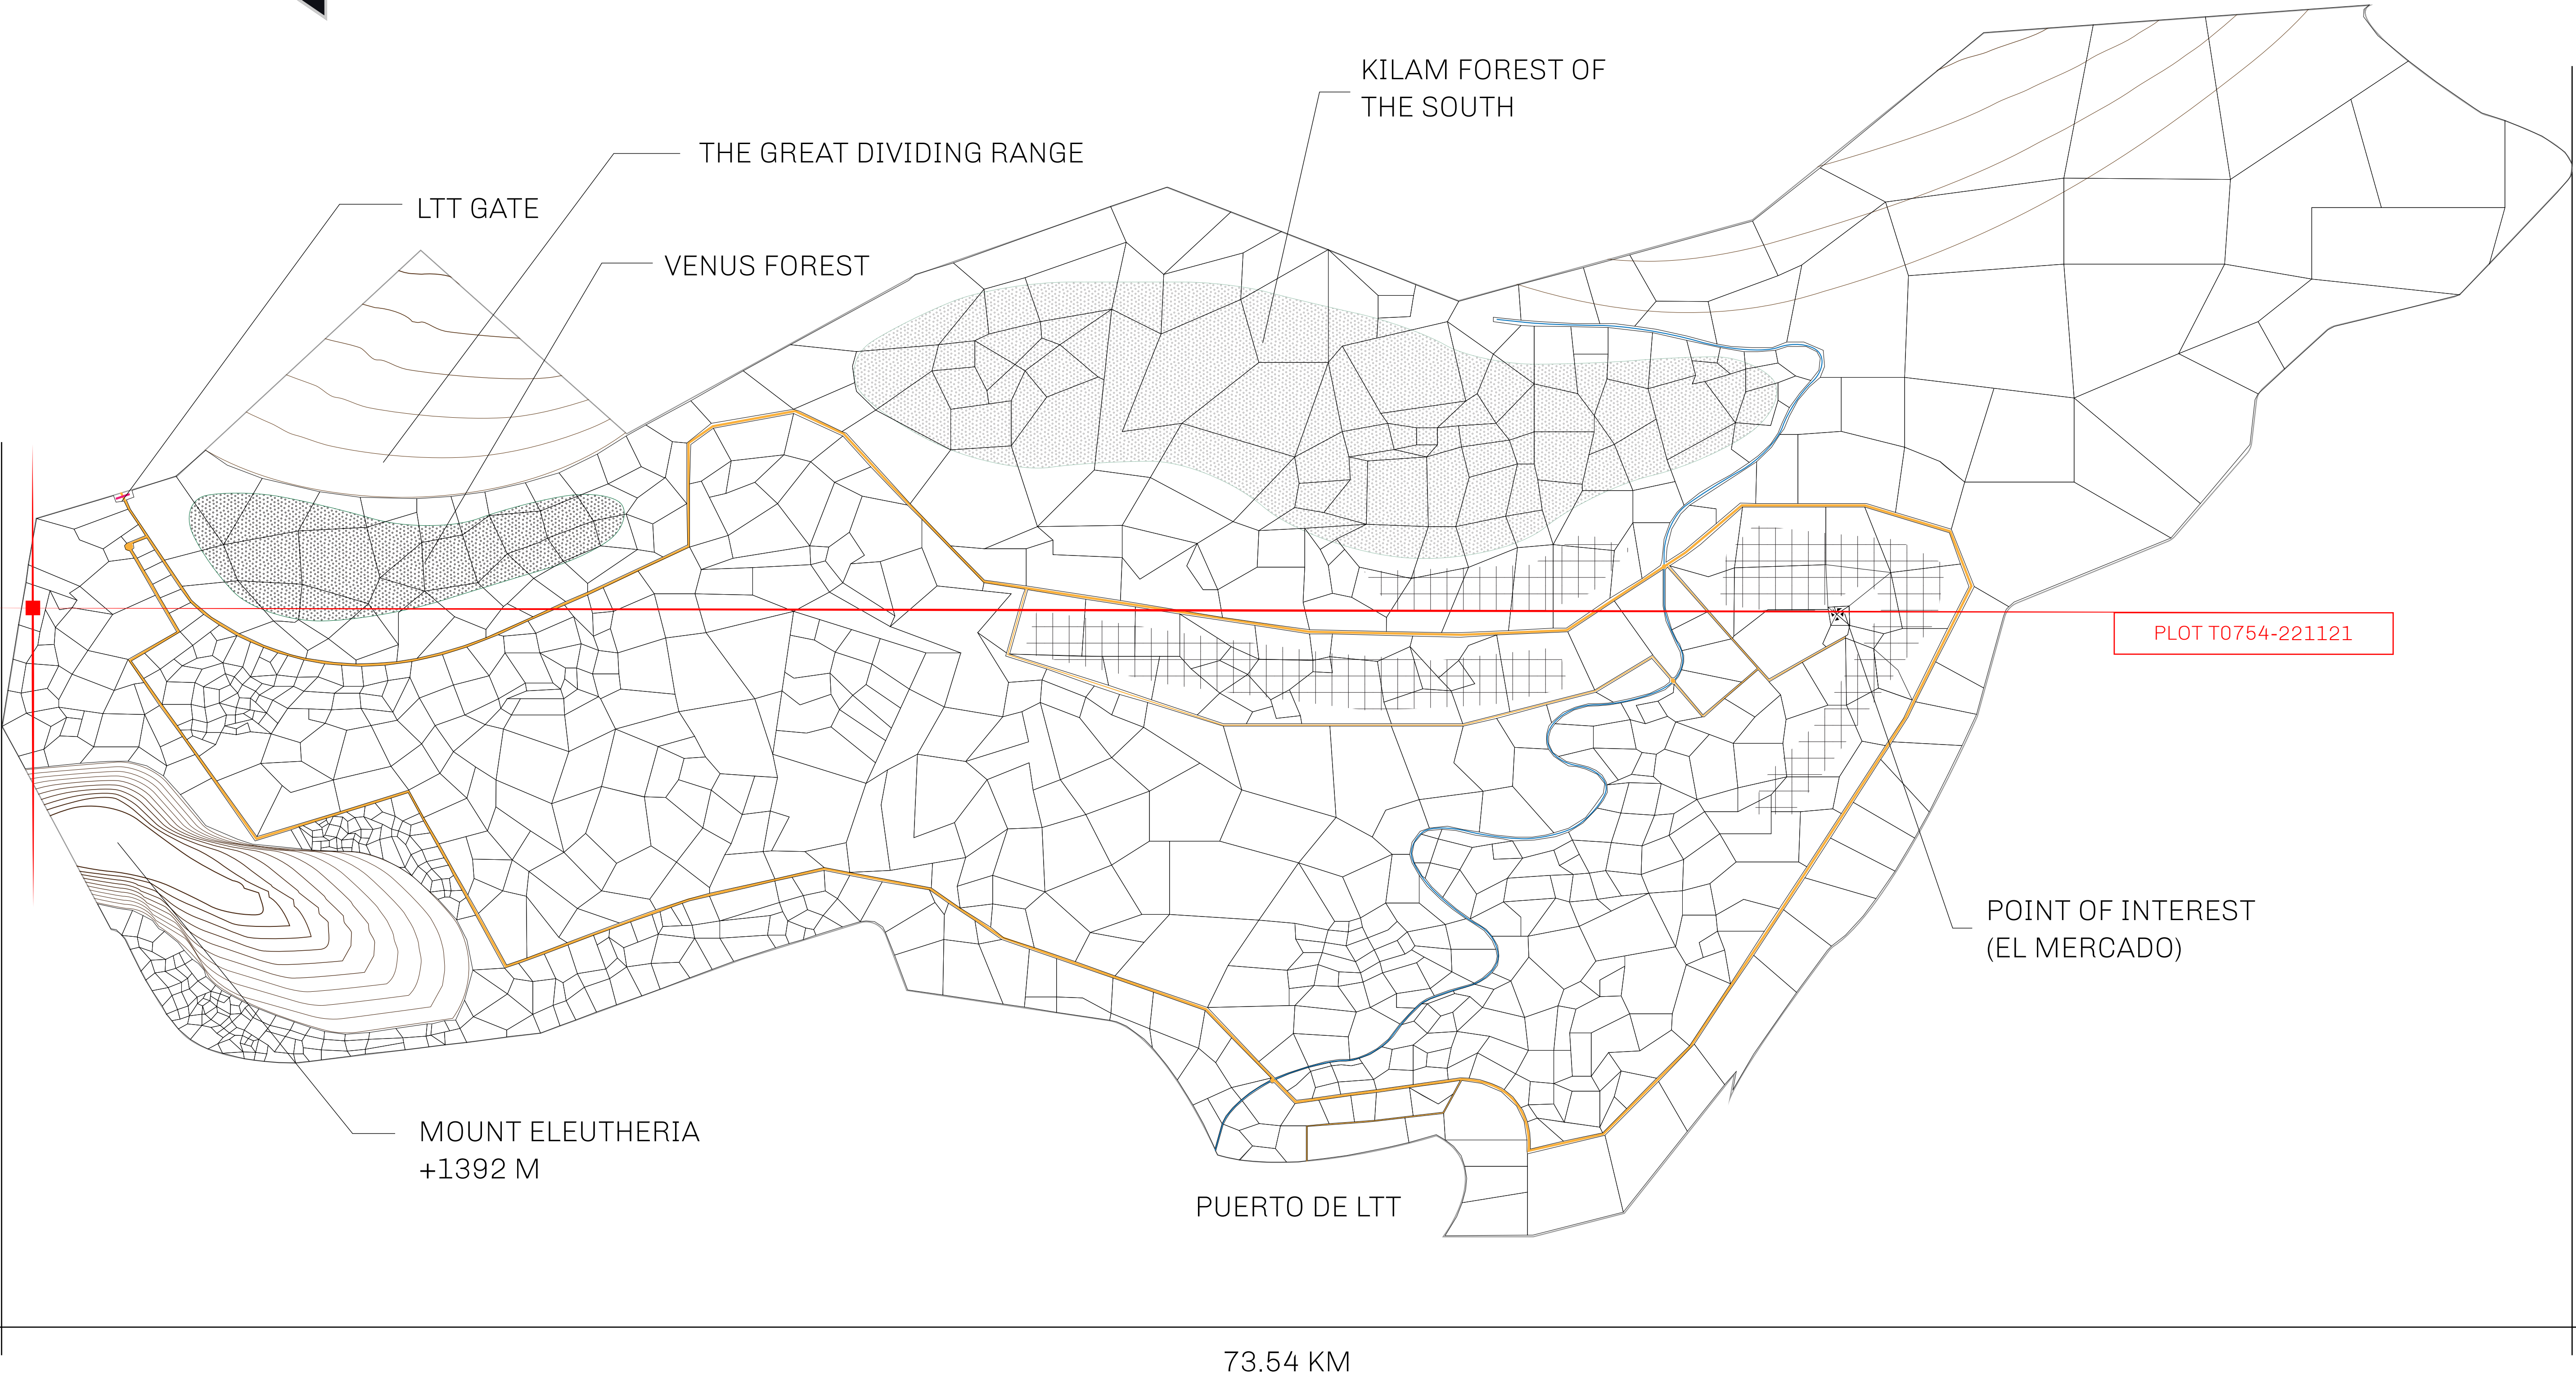 KILAM FOREST OF
THE SOUTH
THE GREAT DIVIDING RANGE
LTT GATE
VENUS FOREST
PLOT T0754-221121
POINT OF INTEREST
(EL MERCADO)
MOUNT ELEUTHERIA
+1392 M
PUERTO DE LTT
73.54 KM